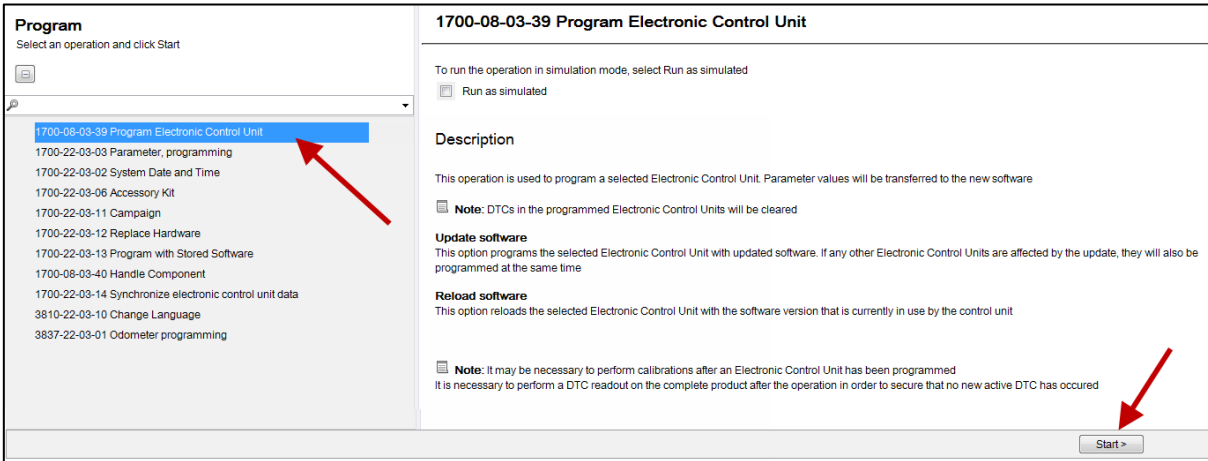 Program
Select an operation and click Start
1700-08-03-39 Program Electronic Control Unit
1700-22-03-03 Parameter, programming
1700-22-03-02 System Date and Time
1700-22-03-06 Accessory Kit
1700-22-03-11 Campaign
1700-22-03-12 Replace Hardware
1700-22-03-13 Program with Stored Software
1700-08-03-40 Handle Component
1700-22-03-14 Synchronize electronic control unit data
3810-22-03-10 Change Language
3837-22-03-01 Odometer programming
1700-08-03-39 Program Electronic Control Unit
To run the operation in simulation mode, select Run as simulated
Run as simulated
Description
This operation is used to program a selected Electronic Control Unit. Parameter values will be transferred to the new software
Note: DTCs in the programmed Electronic Control Units will be cleared
Update software
This option programs the selected Electronic Control Unit with updated software. If any other Electronic Control Units are affected by the update, they will also be
programmed at the same time
Reload software
This option reloads the selected Electronic Control Unit with the software version that is currently in use by the control unit
Note: It may be necessary to perform calibrations after an Electronic Control Unit has been programmed
It is necessary to perform a DTC readout on the complete product after the operation in order to secure that no new active DTC has occured
Start >